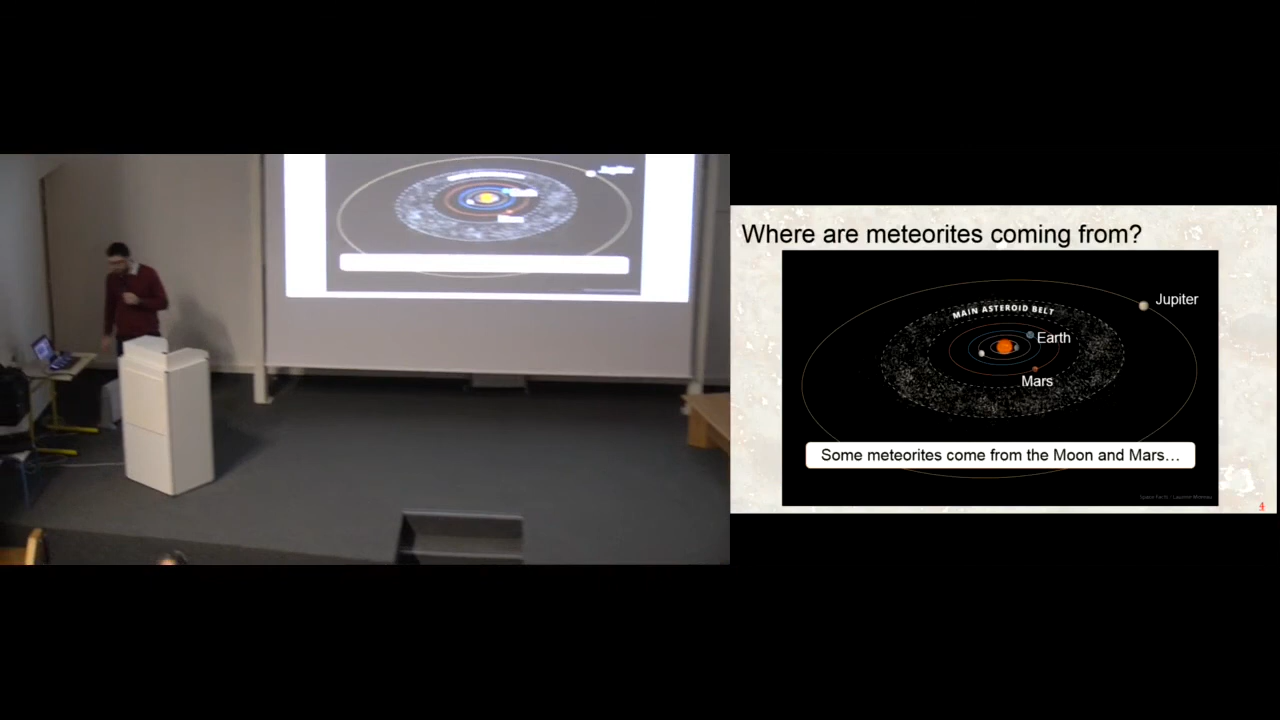 Where are meteorites coming from?
Jupiter
MAIN ASTEROID BELT
Earth
Mars
Some meteorites come from the Moon and Mars…
4